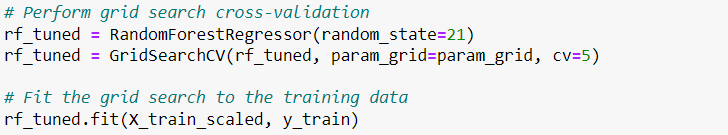 # Perform grid search cross-validation
rf_tuned = RandomForestRegressor(random_state=21)
rf_tuned = GridSearchCV(rf_tuned, param_grid=param_grid, cv=5)
# Fit the grid search to the training data
rf_tuned.fit(X_train_scaled, y_train)